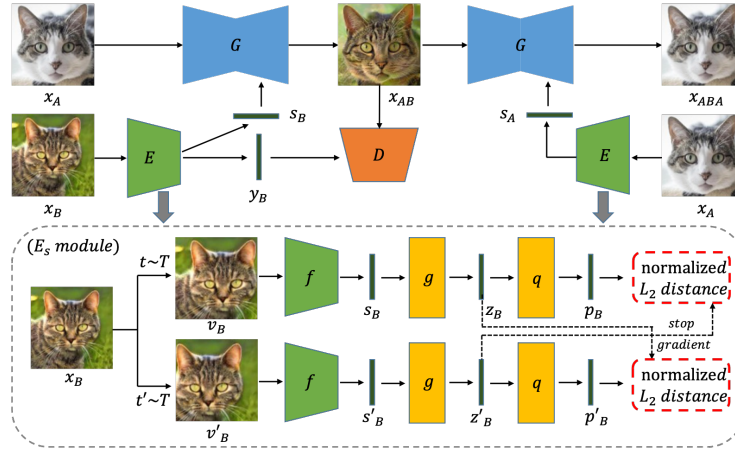 G
G
x_A
s_B
x_AB
s_A
x_ABA
E
D
E
y_B
x_B
x_A
(E_s module)
t~T
f
g
q
normalized
L_2 distance
v_B
s_B
z_B
p_B
x_B
stop
gradient
t'~T
f
g
q
normalized
L_2 distance
v'_B
s'_B
z'_B
p'_B